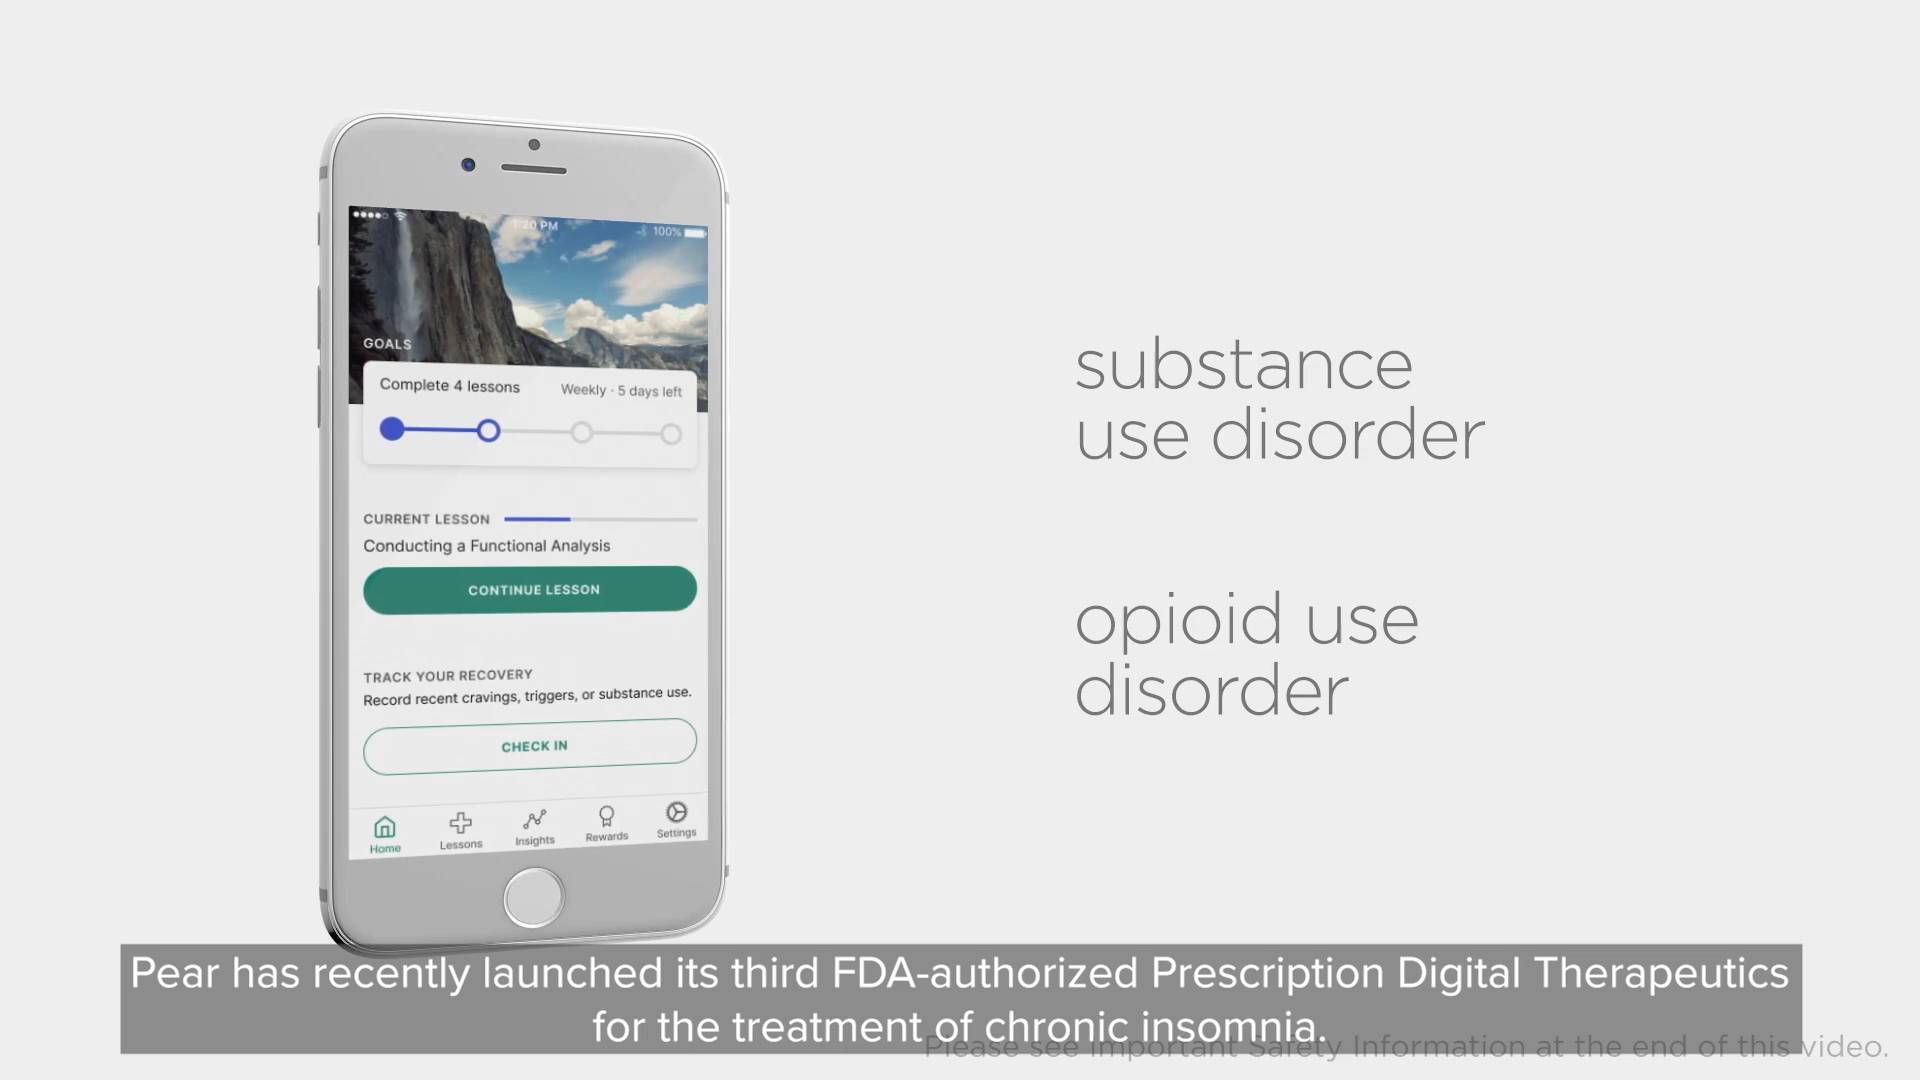 1:20 PM
100%
GOALS
Complete 4 lessons
Weekly · 5 days left
CURRENT LESSON
Conducting a Functional Analysis
CONTINUE LESSON
TRACK YOUR RECOVERY
Record recent cravings, triggers, or substance use.
CHECK IN
Home
Lessons
Insights
Rewards
Settings
substance
use disorder
opioid use
disorder
Pear has recently launched its third FDA-authorized Prescription Digital Therapeutics
for the treatment of chronic insomnia.
Please see Important Safety Information at the end of this video.